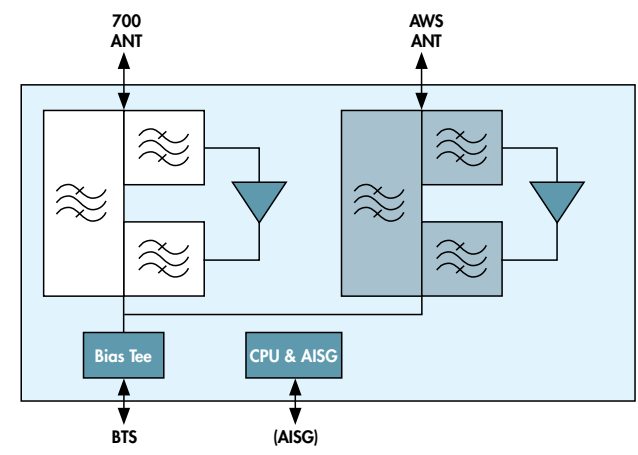 700
ANT
AWS
ANT
Bias Tee
CPU & AISG
BTS
(AISG)